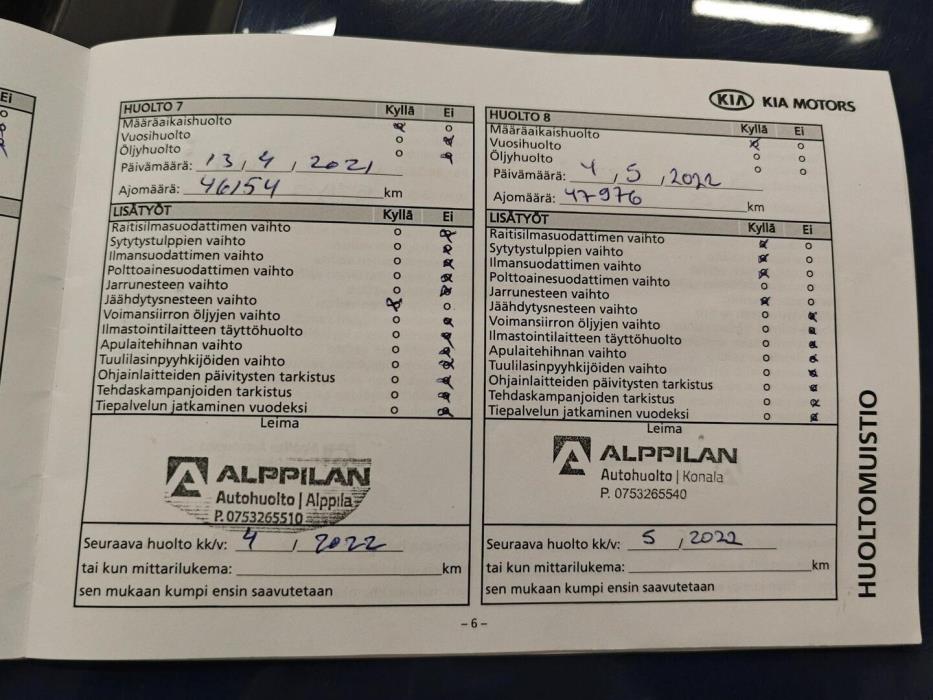 Ei
KIA KIA MOTORS
HUOLTO 7 Kyllä Ei
Määräaikaishuolto
Vuosihuolto
Öljyhuolto
Päivämäärä: 13, 4, 2021
Ajomäärä: 46154 km
LISÄTYÖT Kyllä Ei
Raitisilmasuodattimen vaihto
Sytytystulppien vaihto
Ilmansuodattimen vaihto
Polttoainesuodattimen vaihto
Jarrunesteen vaihto
Jäähdytysnesteen vaihto
Voimansiirron öljyjen vaihto
Ilmastointilaitteen täyttöhuolto
Apulaitehihnan vaihto
Tuulilasinpyyhkijöiden vaihto
Ohjainlaitteiden päivitysten tarkistus
Tehdaskampanjoiden tarkistus
Tiepalvelun jatkaminen vuodeksi
Leima
ALPPILAN
Autohuolto | Alppila
P. 0753265510
Seuraava huolto kk/v: 4 / 2022
tai kun mittarilukema: km
sen mukaan kumpi ensin saavutetaan
HUOLTO 8 Kyllä Ei
Määräaikaishuolto
Vuosihuolto
Öljyhuolto
Päivämäärä: 4, 5, 2022
Ajomäärä: 47976 km
LISÄTYÖT Kyllä Ei
Raitisilmasuodattimen vaihto
Sytytystulppien vaihto
Ilmansuodattimen vaihto
Polttoainesuodattimen vaihto
Jarrunesteen vaihto
Jäähdytysnesteen vaihto
Voimansiirron öljyjen vaihto
Ilmastointilaitteen täyttöhuolto
Apulaitehihnan vaihto
Tuulilasinpyyhkijöiden vaihto
Ohjainlaitteiden päivitysten tarkistus
Tehdaskampanjoiden tarkistus
Tiepalvelun jatkaminen vuodeksi
Leima
ALPPILAN
Autohuolto | Konala
P. 0753265540
Seuraava huolto kk/v: 5 / 2022
tai kun mittarilukema: km
sen mukaan kumpi ensin saavutetaan
HUOLTOMUISTIO
– 6 –